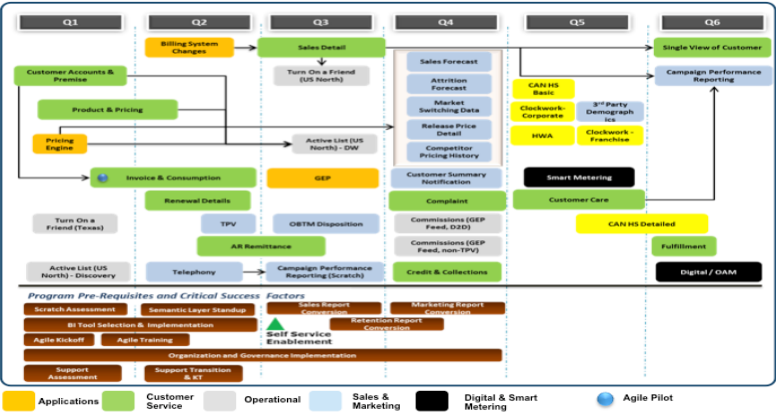 Q1
Q2
Q3
Q4
Q5
Q6
Billing System
Changes
Sales Detail
Single View of Customer
Customer Accounts &
Premise
Turn On a Friend
(US North)
Sales Forecast
Campaign Performance
Reporting
Attrition
Forecast
CAN HS
Basic
Product & Pricing
Market
Switching Data
Clockwork-
Corporate
3rd Party
Demograph
ics
Pricing
Engine
Active List (US
North) - DW
Release Price
Detail
HWA
Clockwork -
Franchise
Competitor
Pricing History
Invoice & Consumption
GEP
Customer Summary
Notification
Smart Metering
Renewal Details
Complaint
Customer Care
Turn On a
Friend (Texas)
TPV
OBTM Disposition
Commissions (GEP
Feed, D2D)
CAN HS Detailed
AR Remittance
Commissions (GEP
Feed, non-TPV)
Fulfillment
Active List (US
North) - Discovery
Telephony
Campaign Performance
Reporting (Scratch)
Credit & Collections
Digital / OAM
Program Pre-Requisites and Critical Success Factors
Scratch Assessment
Semantic Layer Standup
Sales Report
Conversion
Marketing Report
Conversion
BI Tool Selection & Implementation
Retention Report
Conversion
Self Service
Enablement
Agile Kickoff
Agile Training
Organization and Governance Implementation
Support
Assessment
Support Transition
& KT
Applications
Customer
Service
Operational
Sales &
Marketing
Digital & Smart
Metering
Agile Pilot